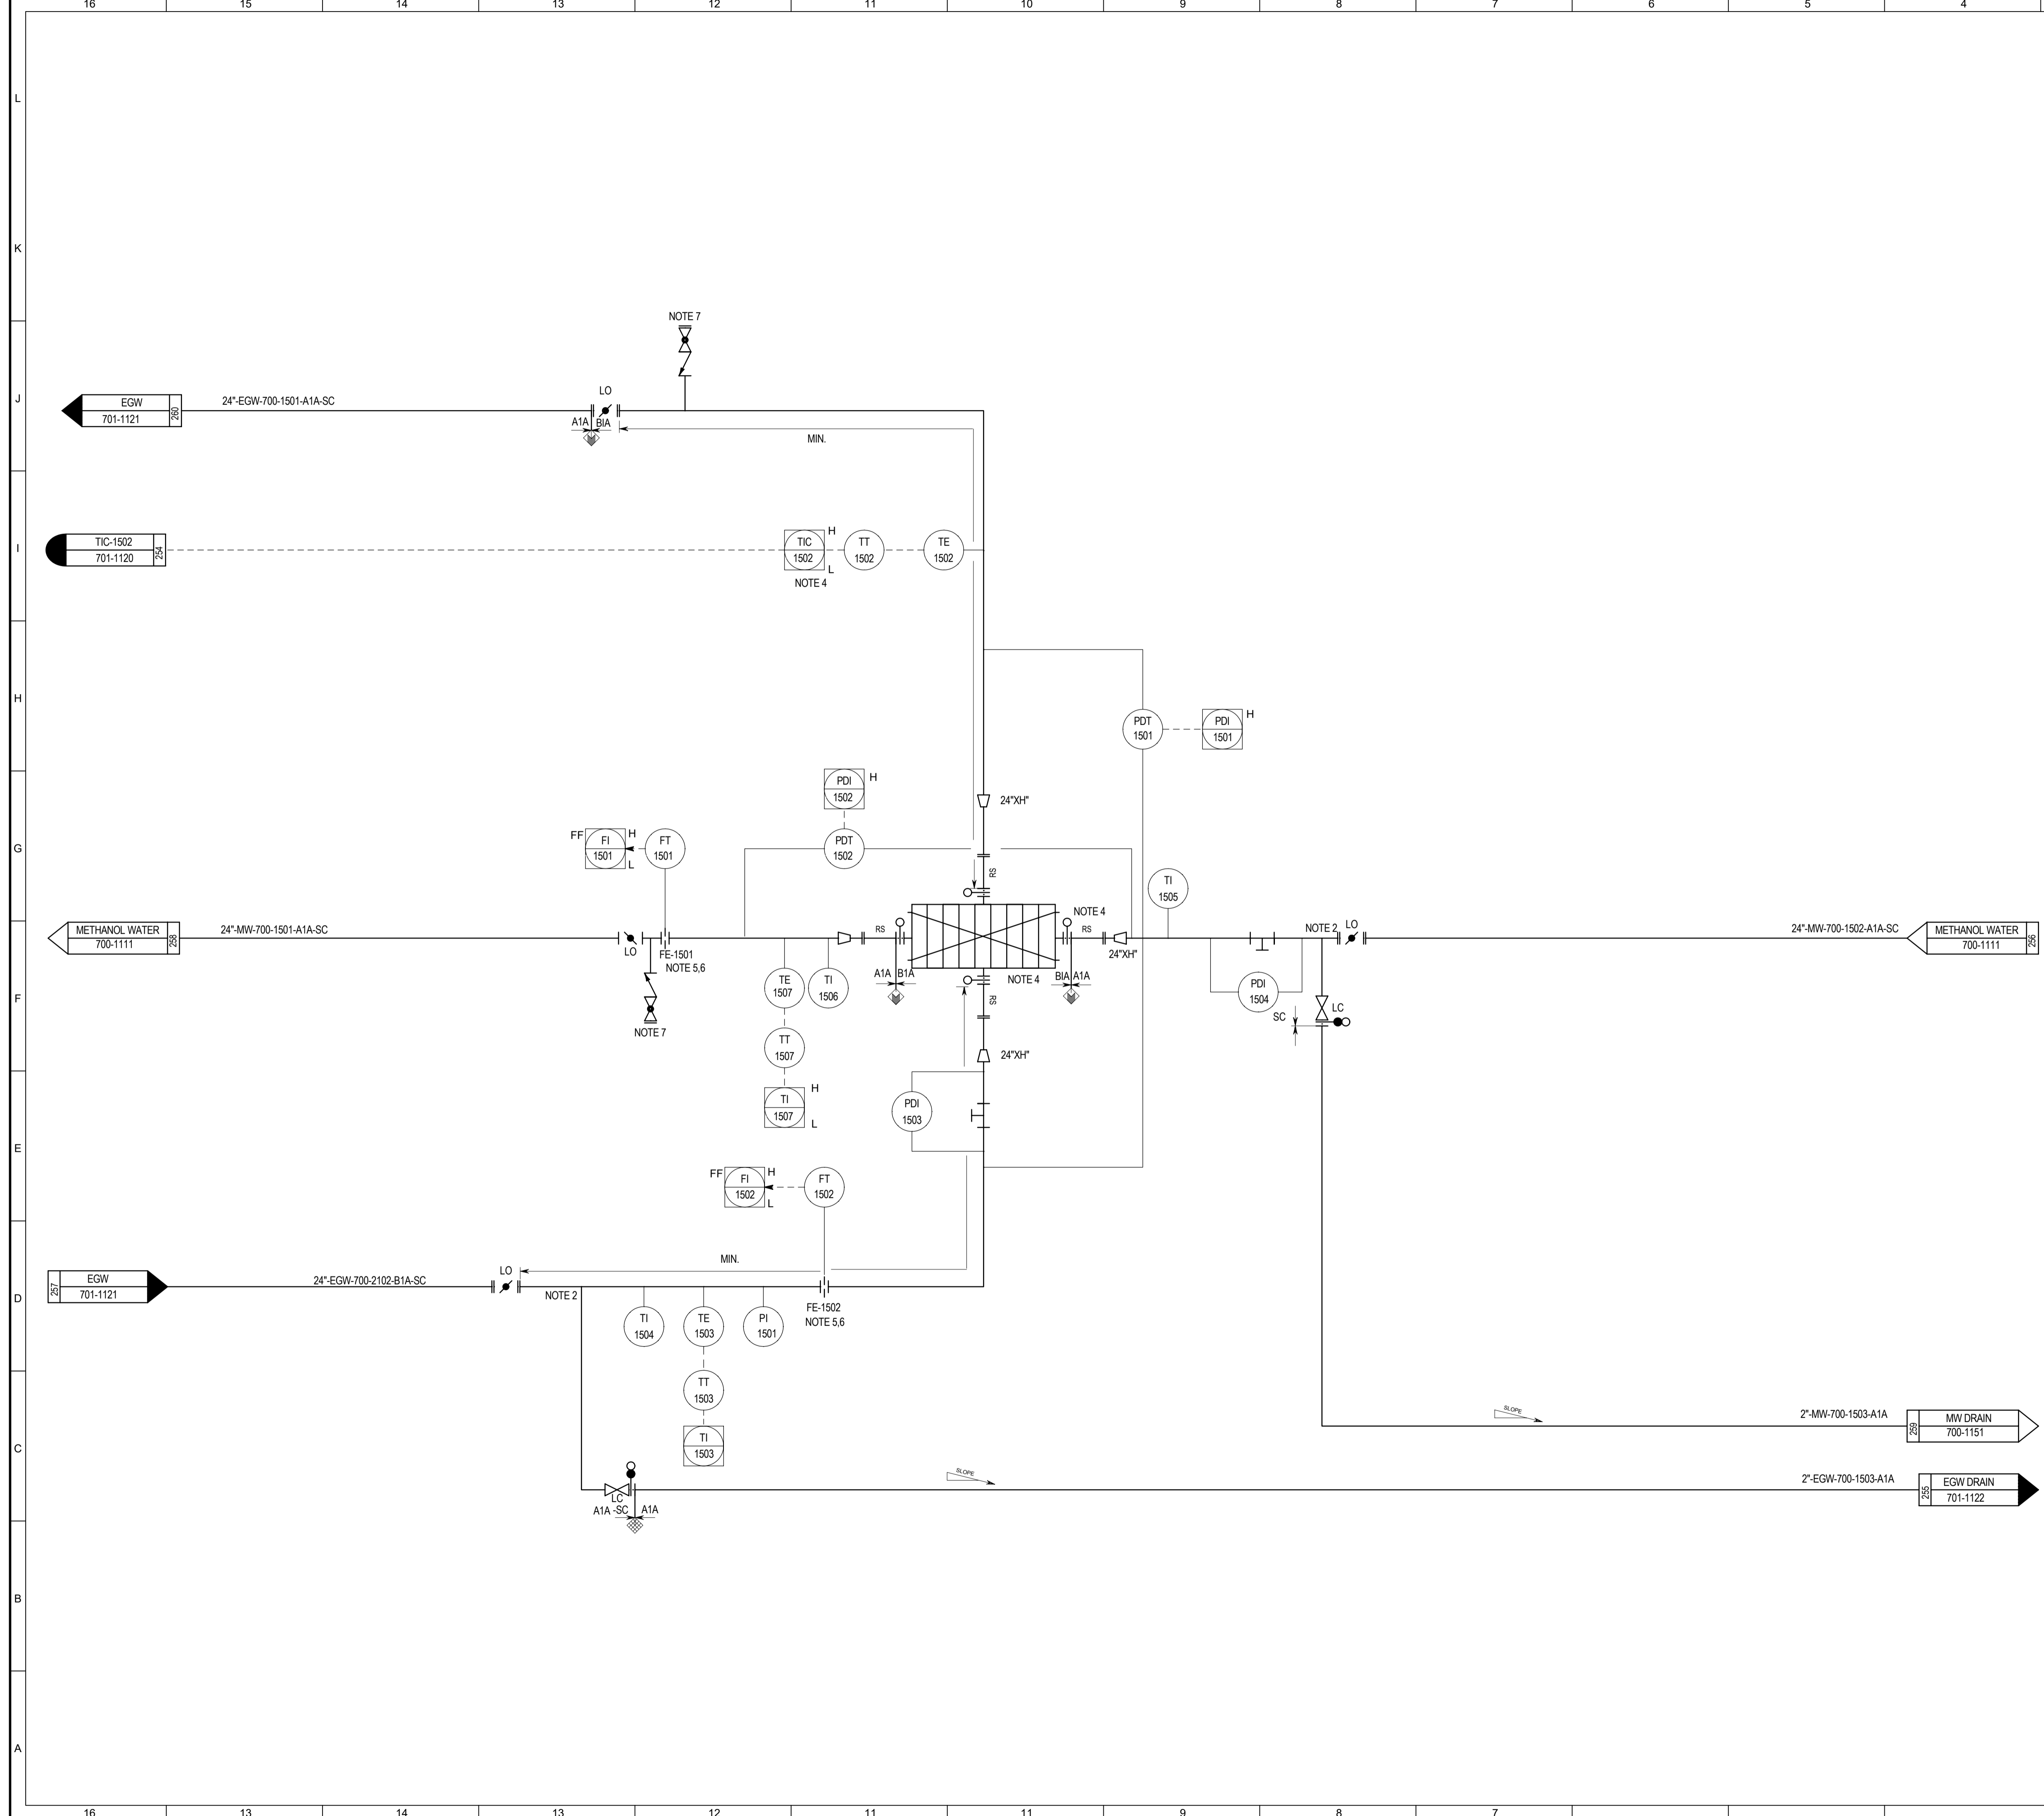 16 15 14 13 12 11 10 9 8 7 6 5 4
L
K
NOTE 7
J
EGW
701-1121
260
24"-EGW-700-1501-A1A-SC
LO
A1A BIA
MIN.
I
TIC-1502
701-1120
254
TIC
1502
H
L
NOTE 4
TT
1502
TE
1502
H
PDT
1501
PDI
1501
H
PDI
1502
H
24"XH"
G
FF
FI
1501
H
L
FT
1501
PDT
1502
RS
TI
1505
NOTE 4
METHANOL WATER
700-1111
258
24"-MW-700-1501-A1A-SC
LO
FE-1501
NOTE 5,6
RS
RS
24"XH"
NOTE 2
LO
24"-MW-700-1502-A1A-SC
METHANOL WATER
700-1111
256
A1A B1A
NOTE 4
BIA A1A
F
TE
1507
TI
1506
RS
PDI
1504
LC
SC
NOTE 7
TT
1507
24"XH"
TI
1507
H
L
PDI
1503
E
FF
FI
1502
H
L
FT
1502
MIN.
257
EGW
701-1121
24"-EGW-700-2102-B1A-SC
LO
D
NOTE 2
FE-1502
NOTE 5,6
TI
1504
TE
1503
PI
1501
TT
1503
SLOPE
2"-MW-700-1503-A1A
259
MW DRAIN
700-1151
C
TI
1503
SLOPE
2"-EGW-700-1503-A1A
255
EGW DRAIN
701-1122
LC
A1A -SC A1A
B
A
16 13 14 13 12 11 11 9 8 7